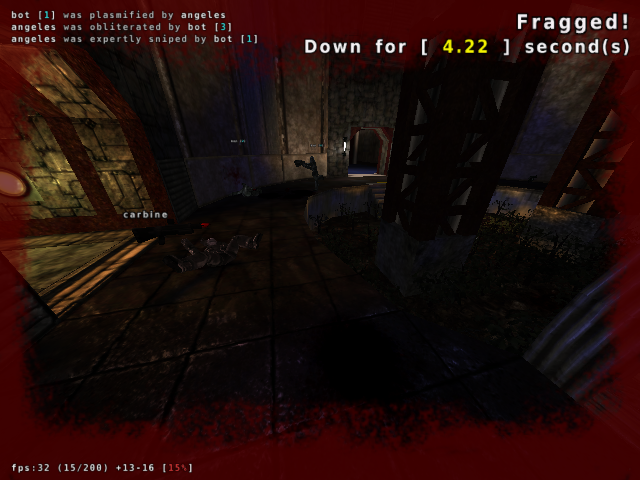 bot [1] was plasmified by angeles
angeles was obliterated by bot [3]
angeles was expertly sniped by bot [1]
Fragged!
Down for [ 4.22 ] second(s)
carbine
fps:32 (15/200) +13-16 [15%]